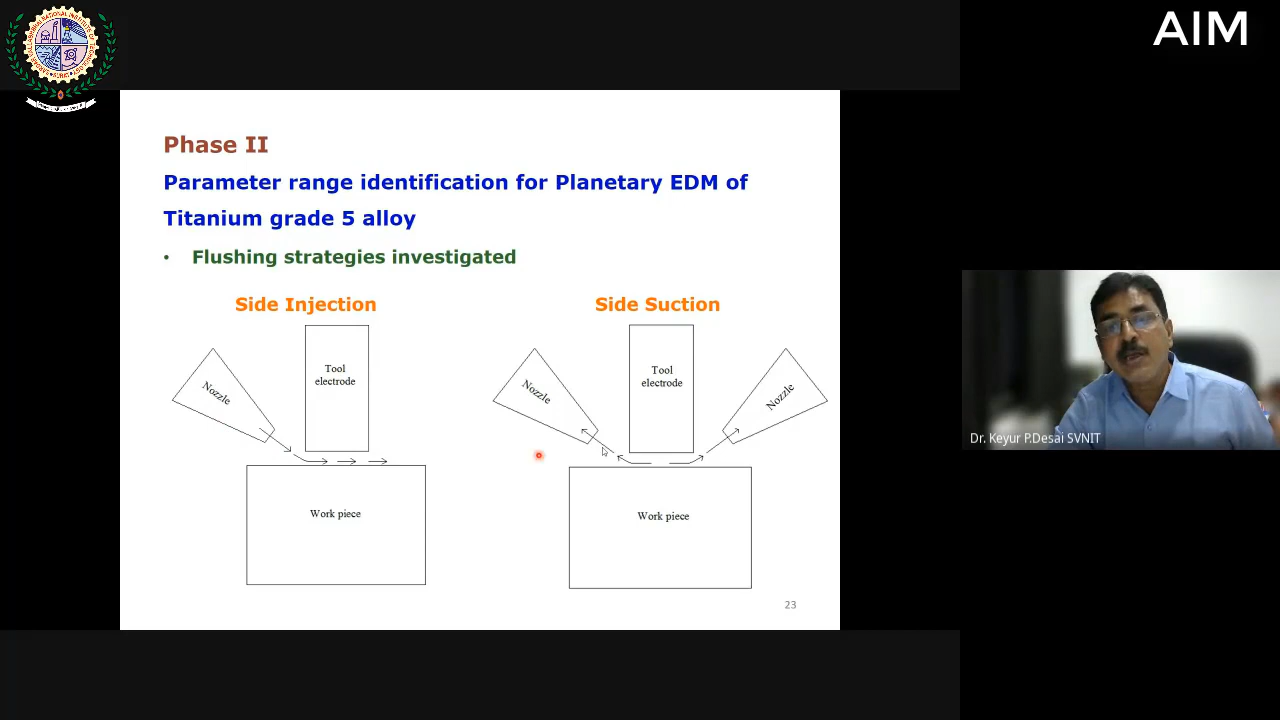 AIM
Phase II
Parameter range identification for Planetary EDM of
Titanium grade 5 alloy
• Flushing strategies investigated
Side Injection
Side Suction
Nozzle
Tool
electrode
Work piece
Nozzle
Tool
electrode
Nozzle
Work piece
23
Dr. Keyur P.Desai SVNIT